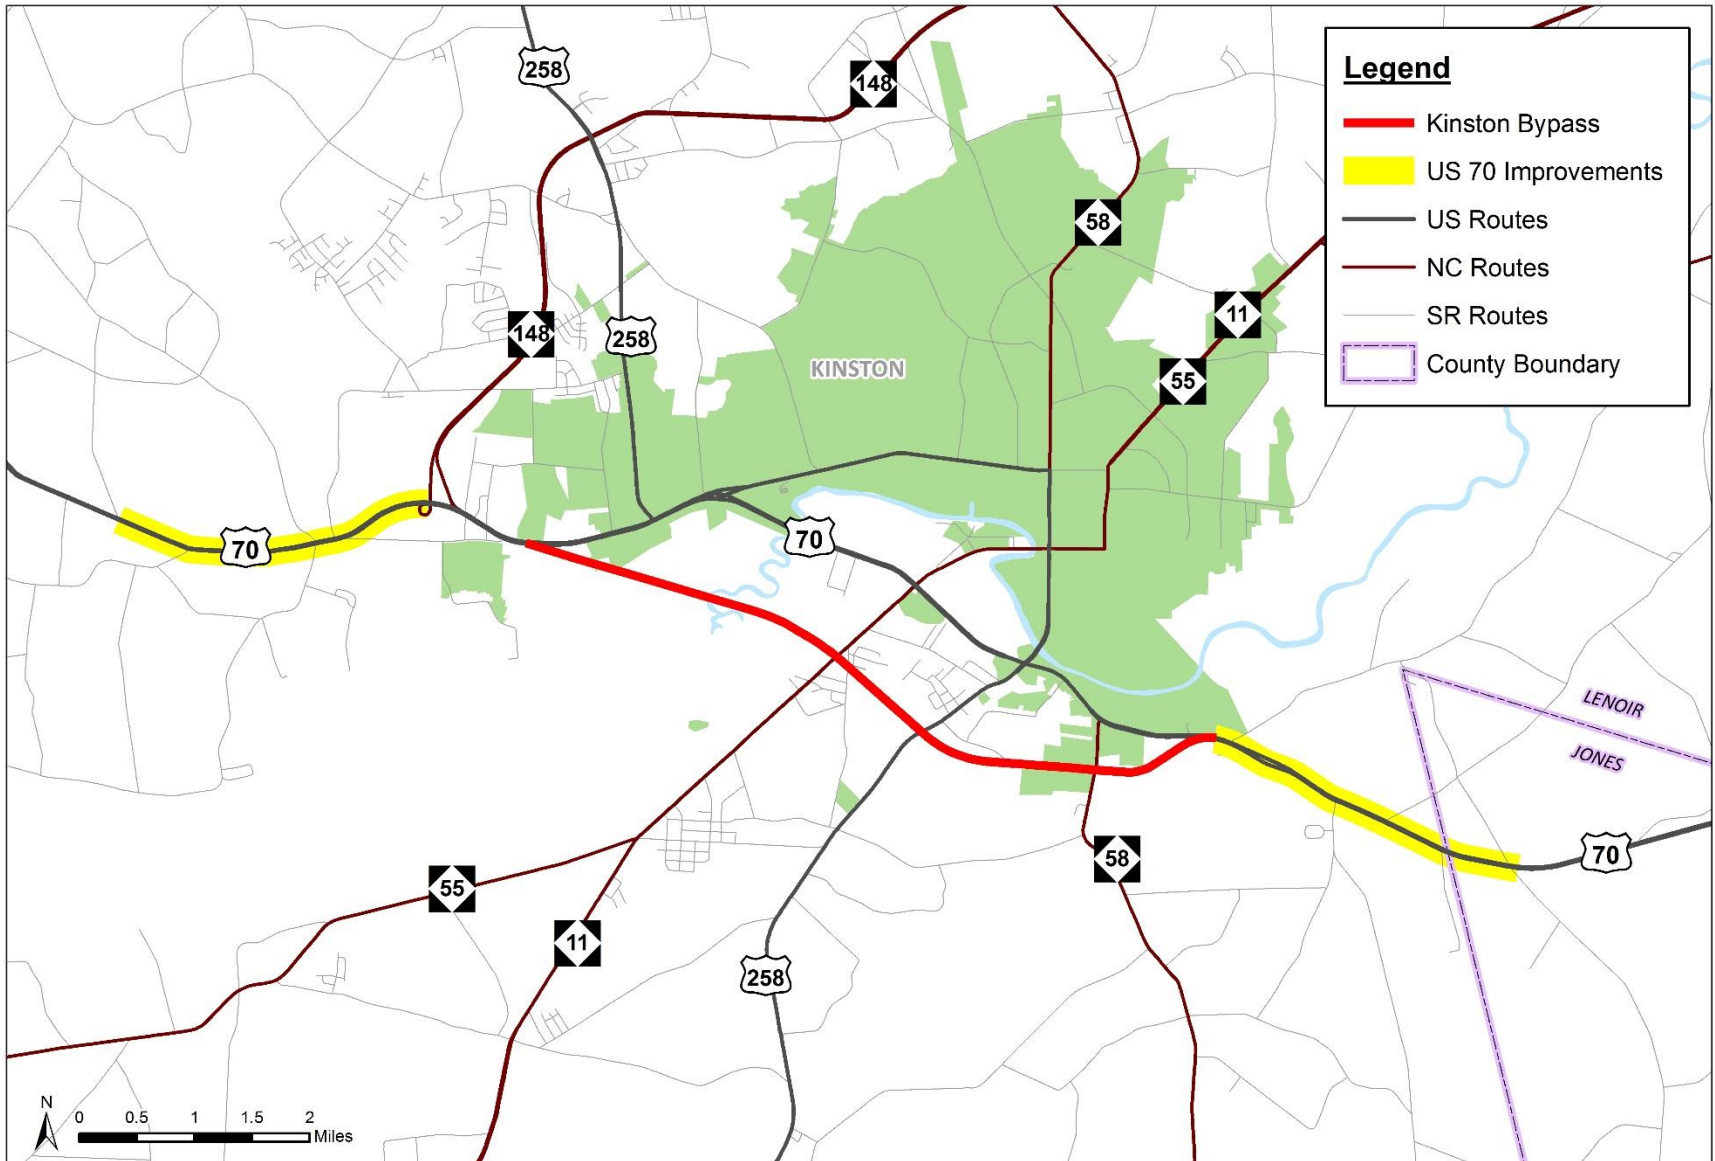 258
148
Legend
Kinston Bypass
US 70 Improvements
US Routes
NC Routes
SR Routes
County Boundary
58
11
148
258
KINSTON
55
70
70
LENOIR
JONES
70
58
55
11
258
N
0 0.5 1 1.5 2
Miles